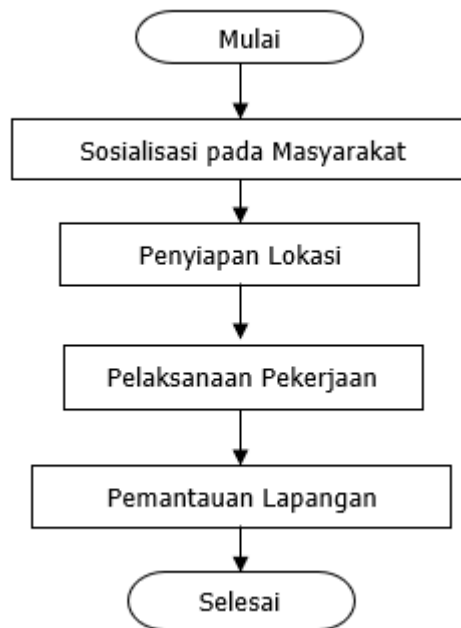 Mulai
Sosialisasi pada Masyarakat
Penyiapan Lokasi
Pelaksanaan Pekerjaan
Pemantauan Lapangan
Selesai